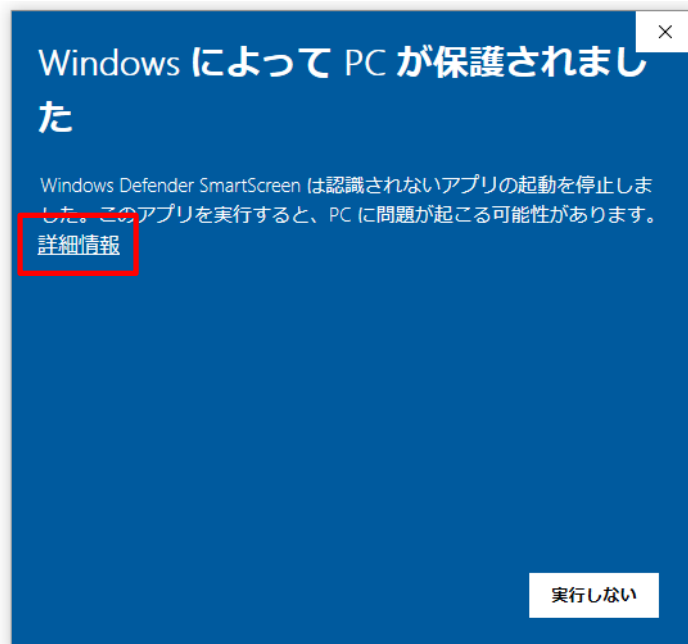 Windows によって PC が保護されまし
た
Windows Defender SmartScreen は認識されないアプリの起動を停止しま
した。このアプリを実行すると、PC に問題が起こる可能性があります。
詳細情報
実行しない